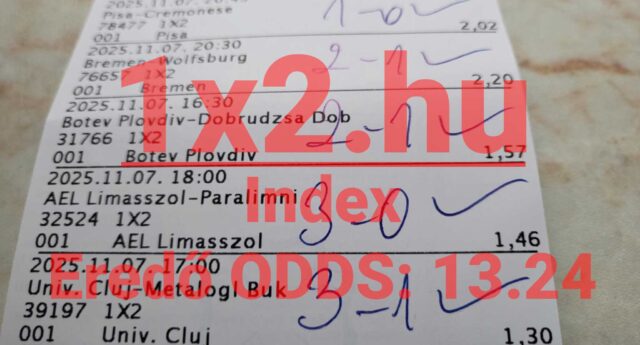 Pisa-Cremonese
1-0 ✓
78477 1X2
001 Pisa 2,02
2025.11.07. 20:30
Bremen-Wolfsburg
2-1 ✓
76657 1X2
001 Bremen 2,20
2025.11.07. 16:30
Botev Plovdiv-Dobrudzsa Dob
2-1 ✓
31766 1X2
001 Botev Plovdiv 1,57
2025.11.07. 18:00
AEL Limasszol-Paralimni
3-0 ✓
32524 1X2
001 AEL Limasszol 1,46
2025.11.07. 17:00
Univ. Cluj-Metalogl Buk
3-1 ✓
39197 1X2
001 Univ. Cluj 1,30
1x2.hu
Index
Eredő ODDS: 13.24